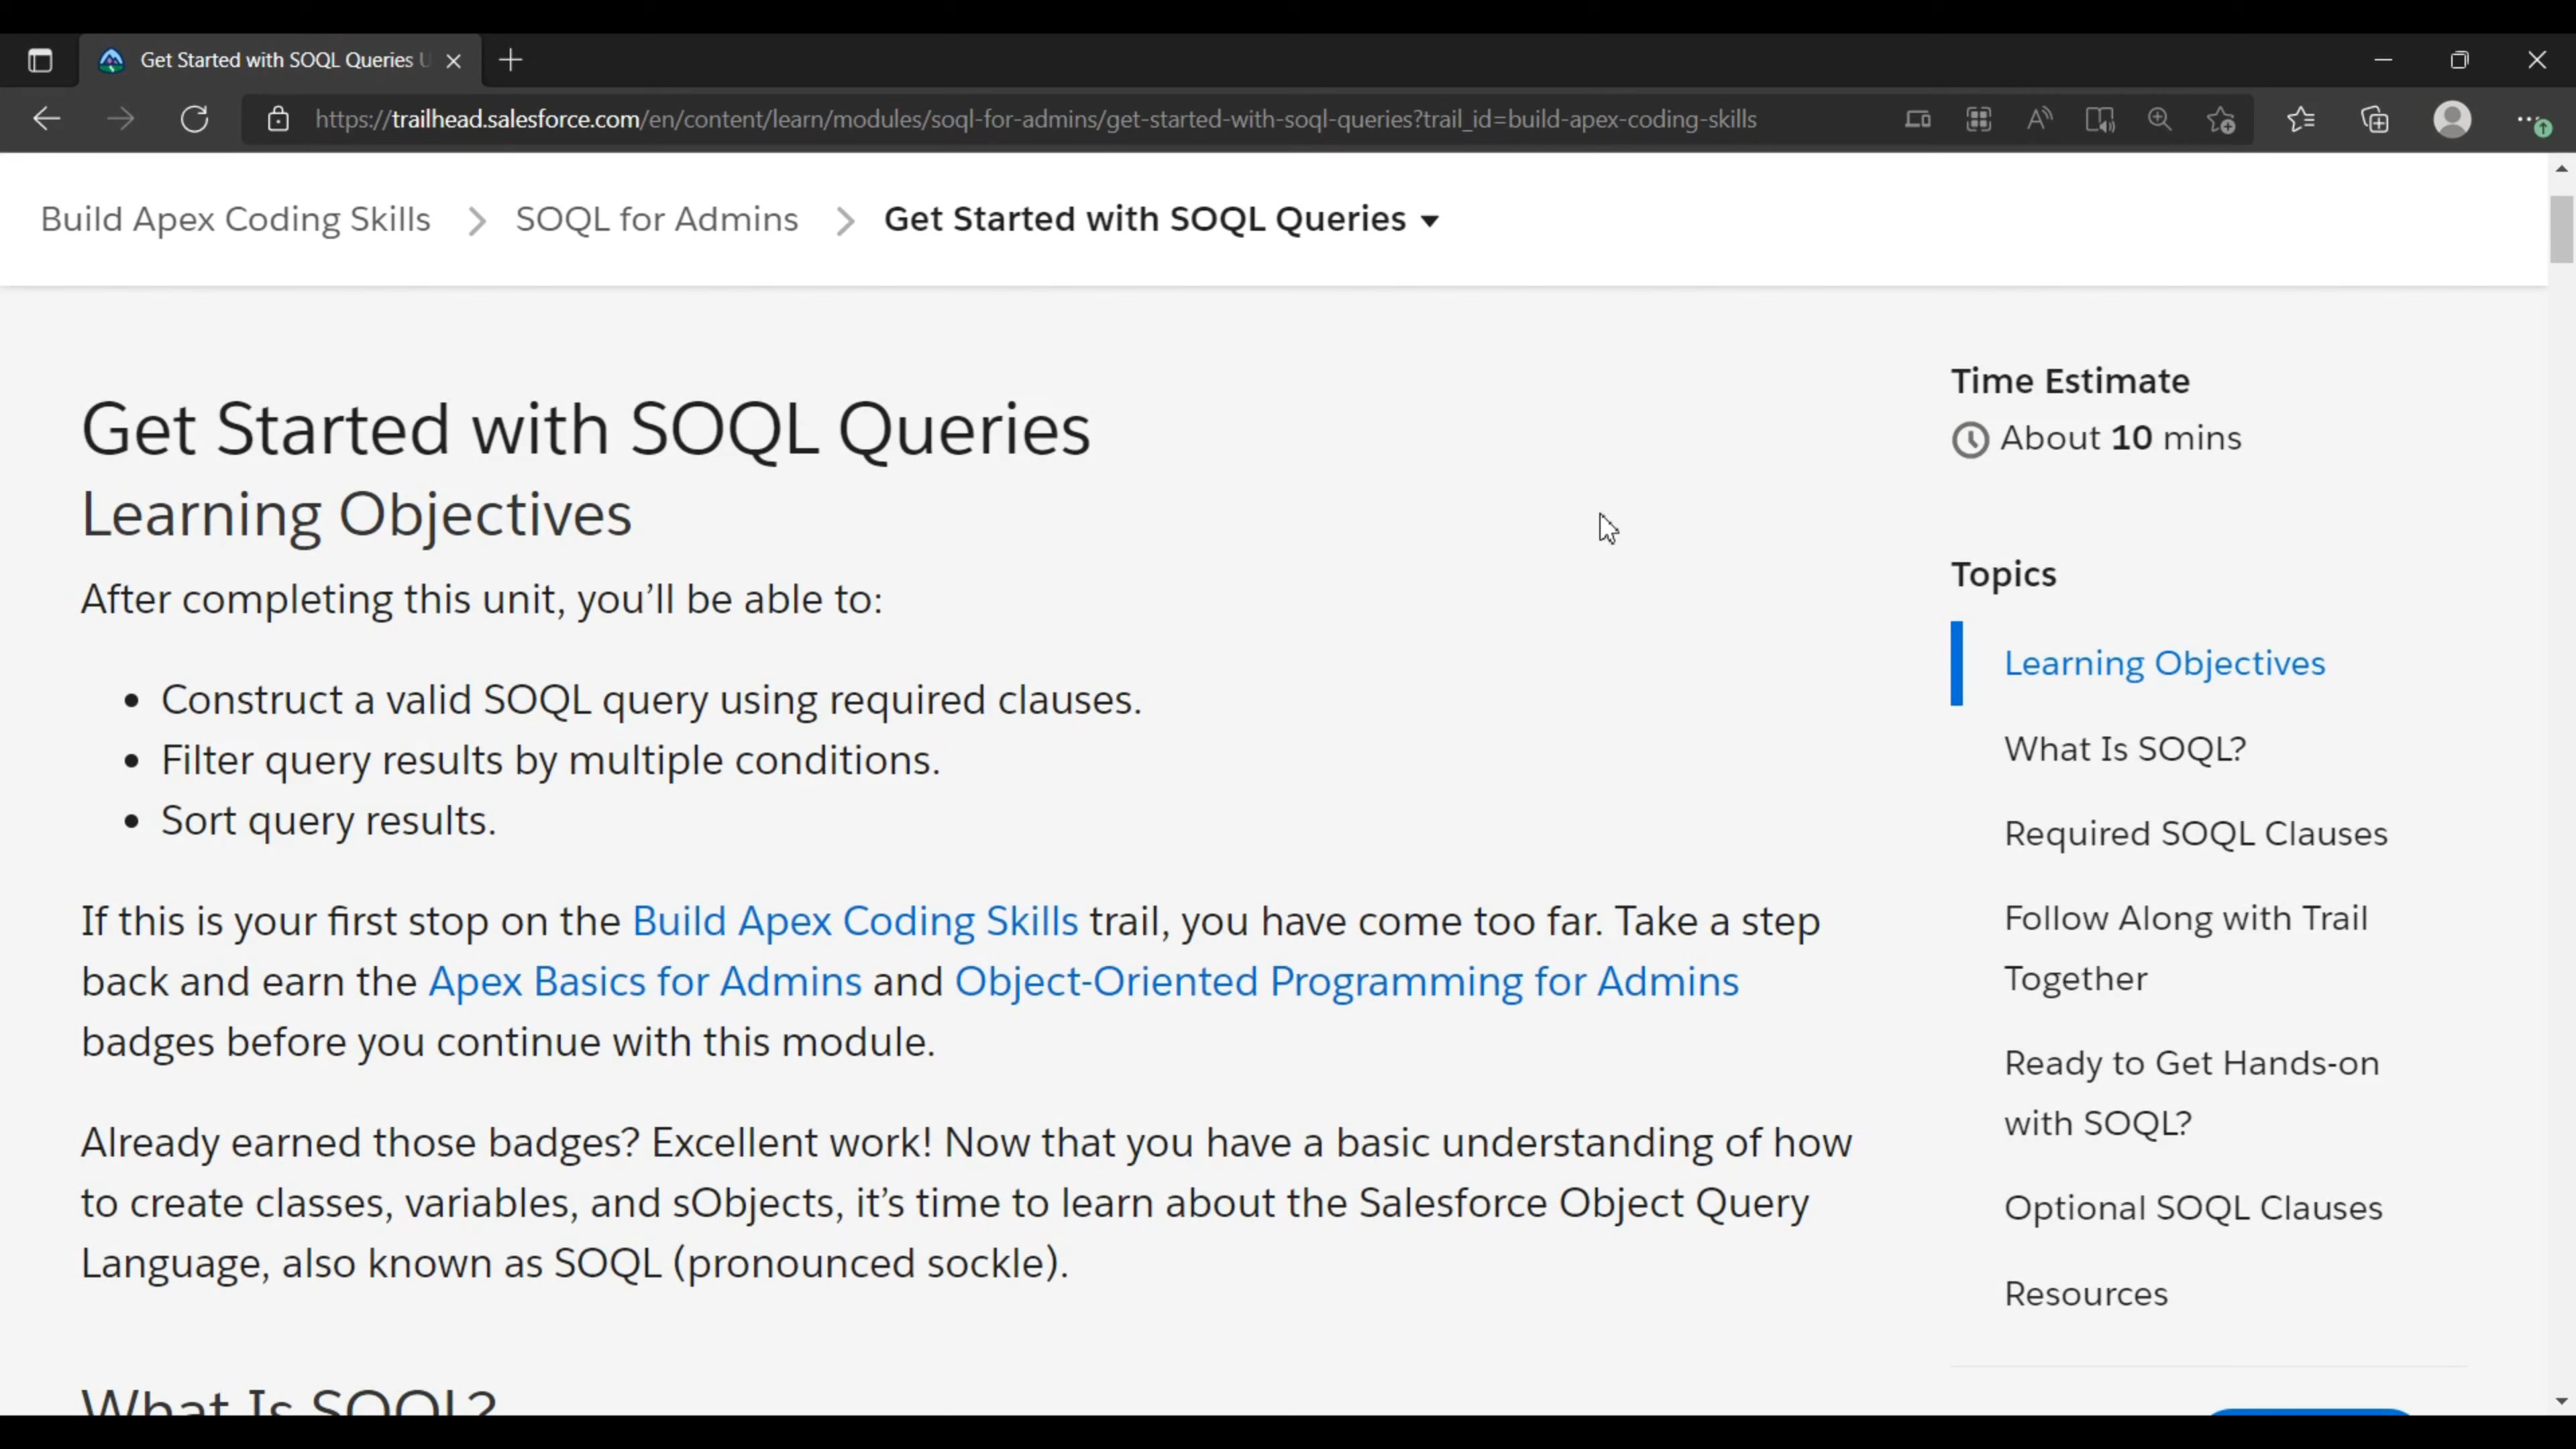 Get Started with SOQL Queries U
https://trailhead.salesforce.com/en/content/learn/modules/soql-for-admins/get-started-with-soql-queries?trail_id=build-apex-coding-skills
Build Apex Coding Skills > SOQL for Admins > Get Started with SOQL Queries
Get Started with SOQL Queries
Learning Objectives
After completing this unit, you’ll be able to:
• Construct a valid SOQL query using required clauses.
• Filter query results by multiple conditions.
• Sort query results.
If this is your first stop on the Build Apex Coding Skills trail, you have come too far. Take a step
back and earn the Apex Basics for Admins and Object-Oriented Programming for Admins
badges before you continue with this module.
Already earned those badges? Excellent work! Now that you have a basic understanding of how
to create classes, variables, and sObjects, it’s time to learn about the Salesforce Object Query
Language, also known as SOQL (pronounced sockle).
What Is SOQL?
Time Estimate
About 10 mins
Topics
Learning Objectives
What Is SOQL?
Required SOQL Clauses
Follow Along with Trail
Together
Ready to Get Hands-on
with SOQL?
Optional SOQL Clauses
Resources